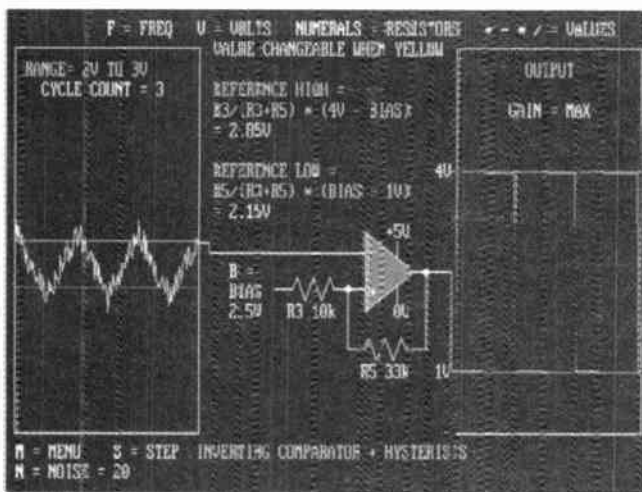 F = FREQ V = VOLTS NUMERALS = RESISTORS + - * / = VALUES
VALUE CHANGEABLE WHEN YELLOW
RANGE= 2V TO 3V
CYCLE COUNT = 3
REFERENCE HIGH =
R3/(R3+R5) * (4V - BIAS)
= 2.85V
REFERENCE LOW =
R5/(R3+R5) * (BIAS - 1V)
= 2.15V
OUTPUT
GAIN = MAX
4V
+5V
B =
BIAS
2.5V
R3 10k
0V
R5 33k
1V
M = MENU S = STEP INVERTING COMPARATOR + HYSTERISIS
N = NOISE = 20